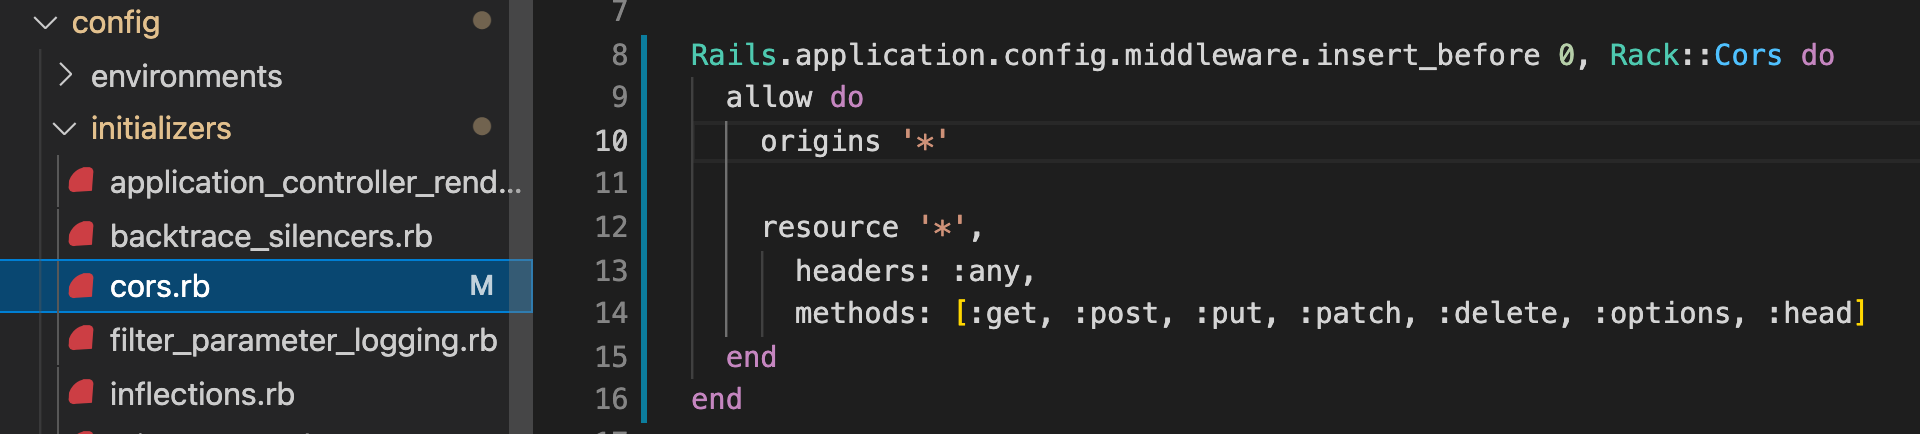 config
environments
initializers
application_controller_rend...
backtrace_silencers.rb
cors.rb M
filter_parameter_logging.rb
inflections.rb
7
8 Rails.application.config.middleware.insert_before 0, Rack::Cors do
9 allow do
10 origins '*'
11
12 resource '*',
13 headers: :any,
14 methods: [:get, :post, :put, :patch, :delete, :options, :head]
15 end
16 end